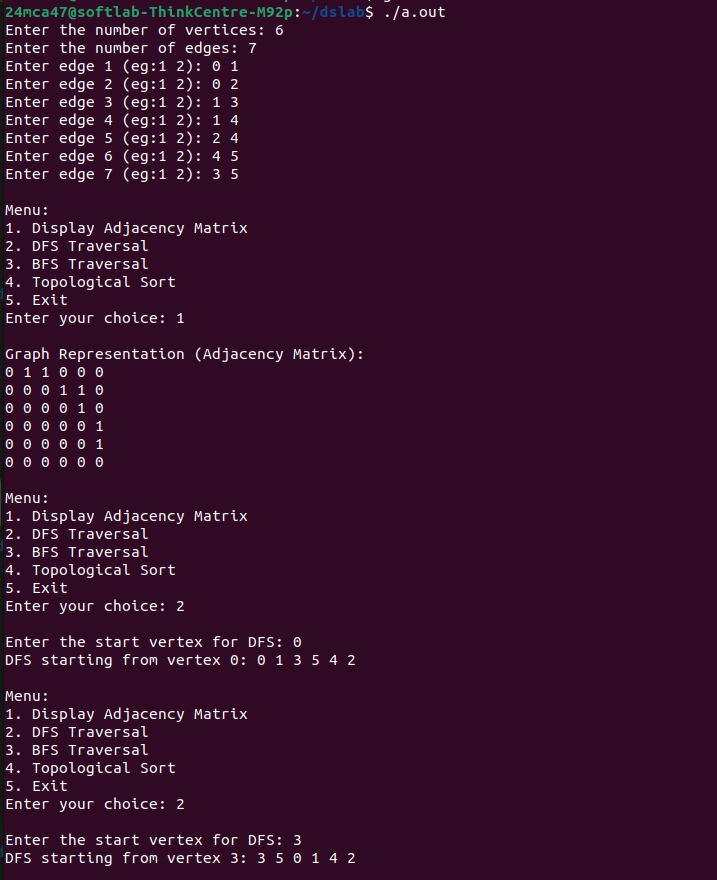 24mca47@softlab-ThinkCentre-M92p:~/dslab$ ./a.out
Enter the number of vertices: 6
Enter the number of edges: 7
Enter edge 1 (eg:1 2): 0 1
Enter edge 2 (eg:1 2): 0 2
Enter edge 3 (eg:1 2): 1 3
Enter edge 4 (eg:1 2): 1 4
Enter edge 5 (eg:1 2): 2 4
Enter edge 6 (eg:1 2): 4 5
Enter edge 7 (eg:1 2): 3 5
Menu:
1. Display Adjacency Matrix
2. DFS Traversal
3. BFS Traversal
4. Topological Sort
5. Exit
Enter your choice: 1
Graph Representation (Adjacency Matrix):
0 1 1 0 0 0
0 0 0 1 1 0
0 0 0 0 1 0
0 0 0 0 0 1
0 0 0 0 0 1
0 0 0 0 0 0
Menu:
1. Display Adjacency Matrix
2. DFS Traversal
3. BFS Traversal
4. Topological Sort
5. Exit
Enter your choice: 2
Enter the start vertex for DFS: 0
DFS starting from vertex 0: 0 1 3 5 4 2
Menu:
1. Display Adjacency Matrix
2. DFS Traversal
3. BFS Traversal
4. Topological Sort
5. Exit
Enter your choice: 2
Enter the start vertex for DFS: 3
DFS starting from vertex 3: 3 5 0 1 4 2